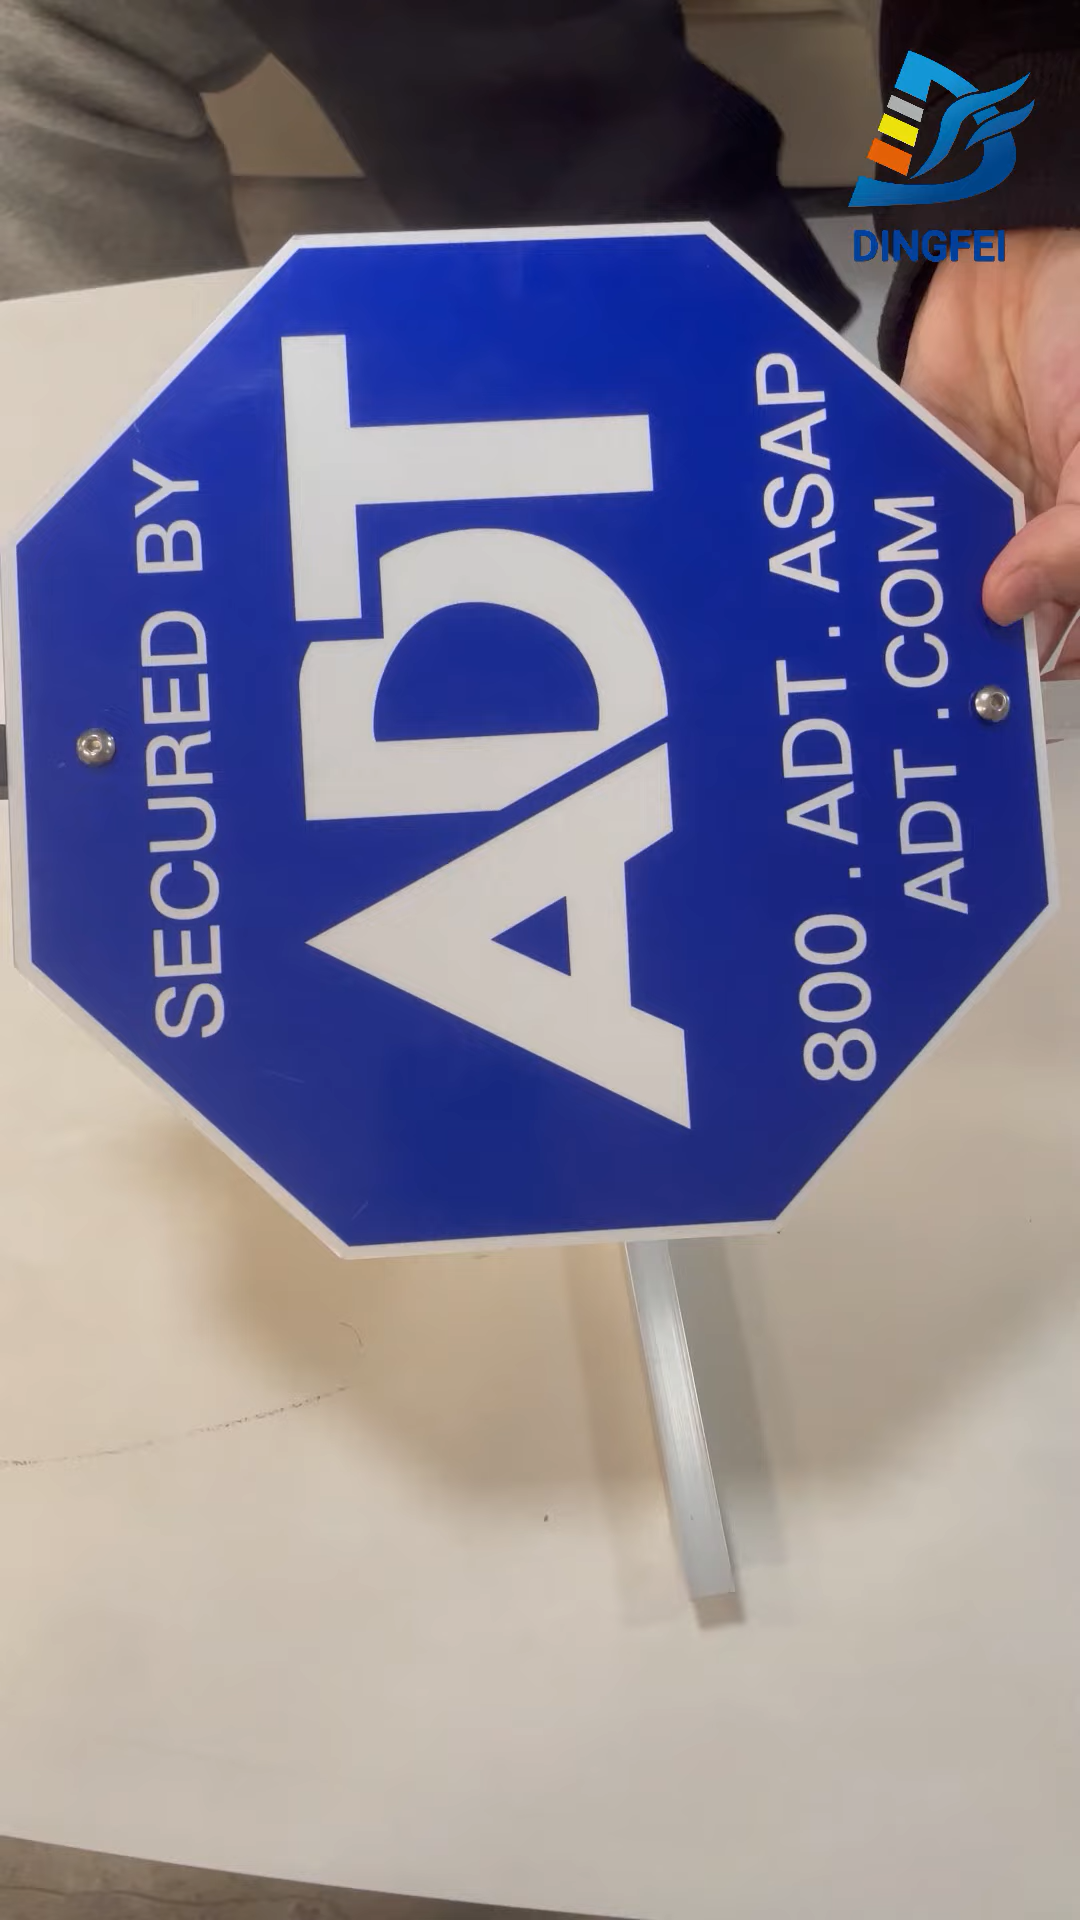 DINGFEI
SECURED BY
ADT
800 . ADT . ASAP
ADT . COM